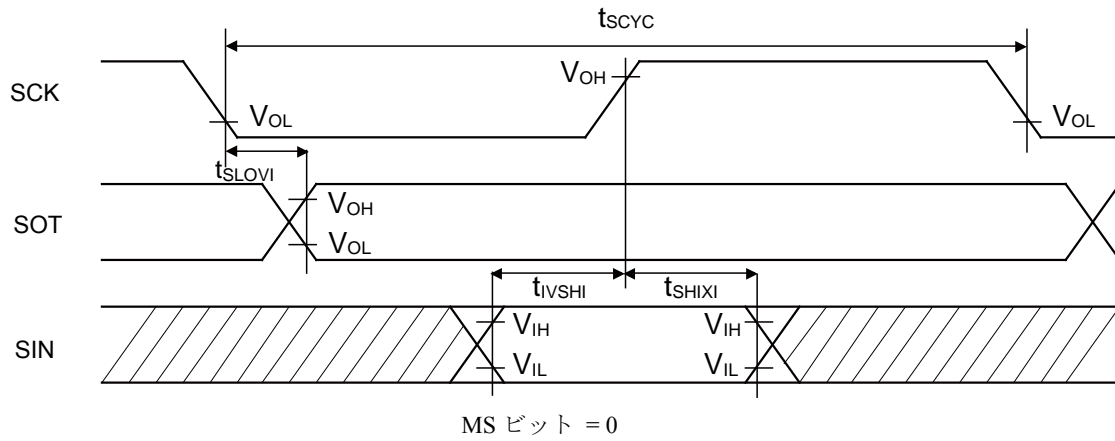 tSCYC
SCK
VOH
VOL
VOL
tSLOVI
SOT
VOH
VOL
tIVSHI
tSHIXI
SIN
VIH
VIH
VIL
VIL
MS ビット = 0